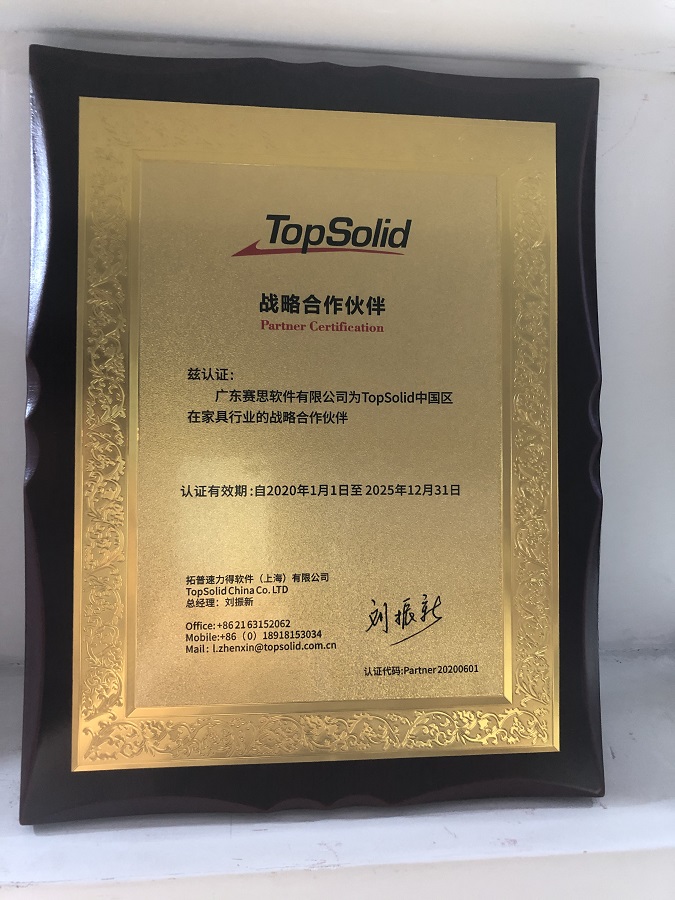 TopSolid
战略合作伙伴
Partner Certification
兹认证：
广东赛思软件有限公司为TopSolid中国区
在家具行业的战略合作伙伴
认证有效期:自2020年1月1日至2025年12月31日
拓普速力得软件（上海）有限公司
TopSolid China Co. LTD
总经理：刘振新
Office:+862163152062
Mobile:+86（0）18918153034
Mail: l.zhenxin@topsolid.com.cn
刘振新
认证代码:Partner20200601